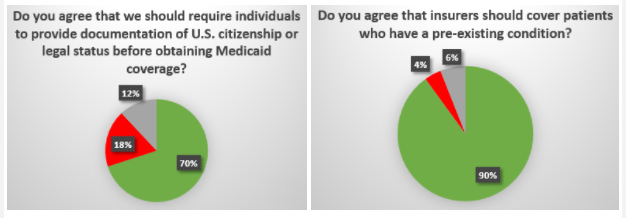 Do you agree that we should require individuals
to provide documentation of U.S. citizenship or
legal status before obtaining Medicaid
coverage?
12%
18%
70%
Do you agree that insurers should cover patients
who have a pre-existing condition?
4%
6%
90%